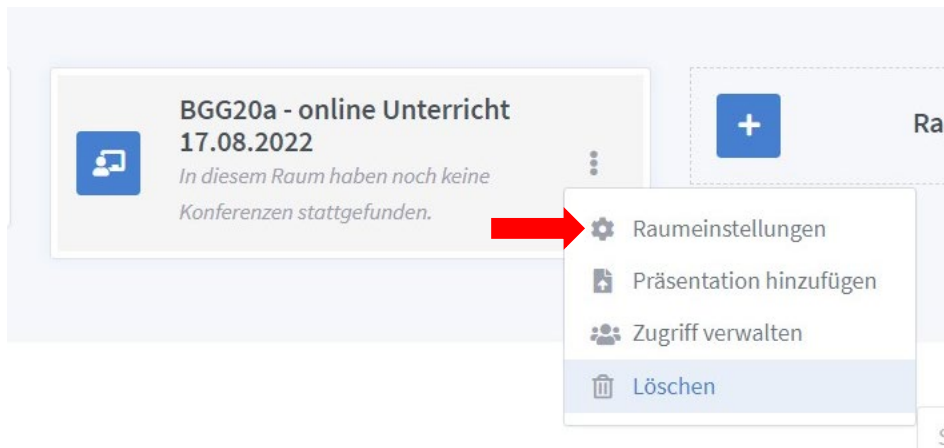 BGG20a - online Unterricht
17.08.2022
In diesem Raum haben noch keine
Konferenzen stattgefunden.
Ra
Raumeinstellungen
Präsentation hinzufügen
Zugriff verwalten
Löschen